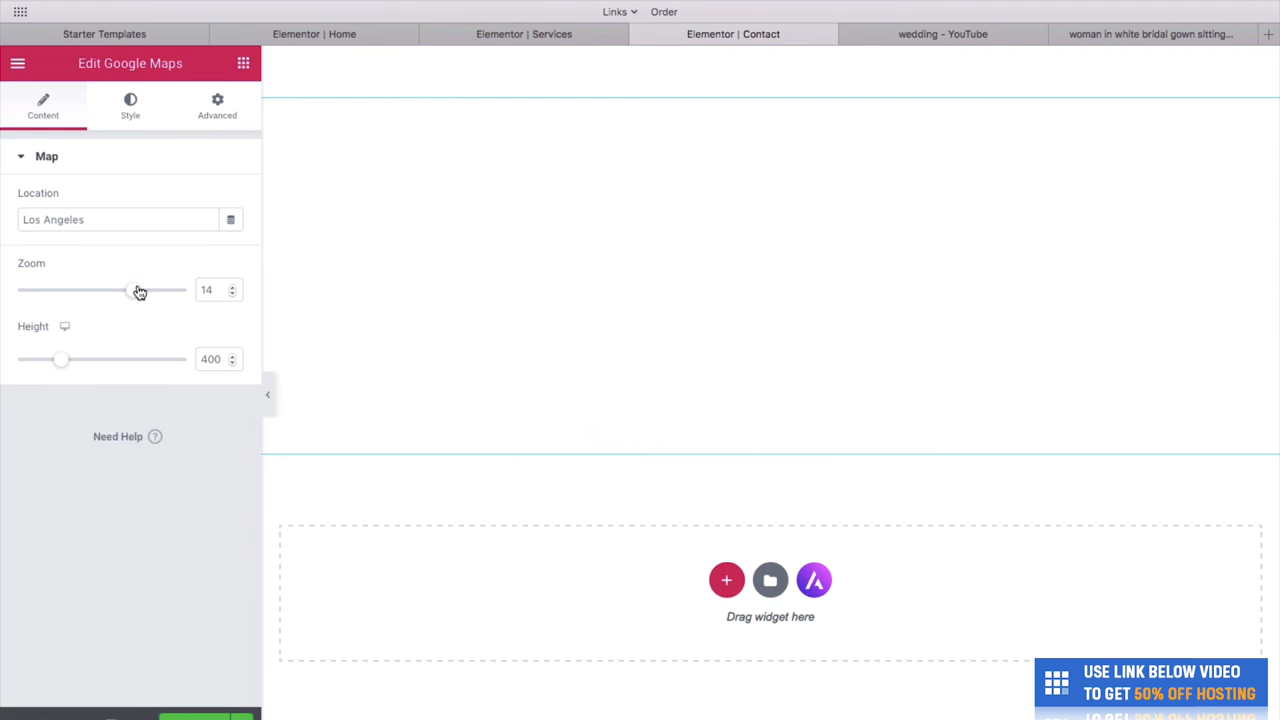 Links Order
Starter Templates
Elementor | Home
Elementor | Services
Elementor | Contact
wedding - YouTube
woman in white bridal gown sitting...
Edit Google Maps
Content
Style
Advanced
Map
Location
Los Angeles
Zoom
14
Height
400
Need Help ?
Drag widget here
USE LINK BELOW VIDEO
TO GET 50% OFF HOSTING